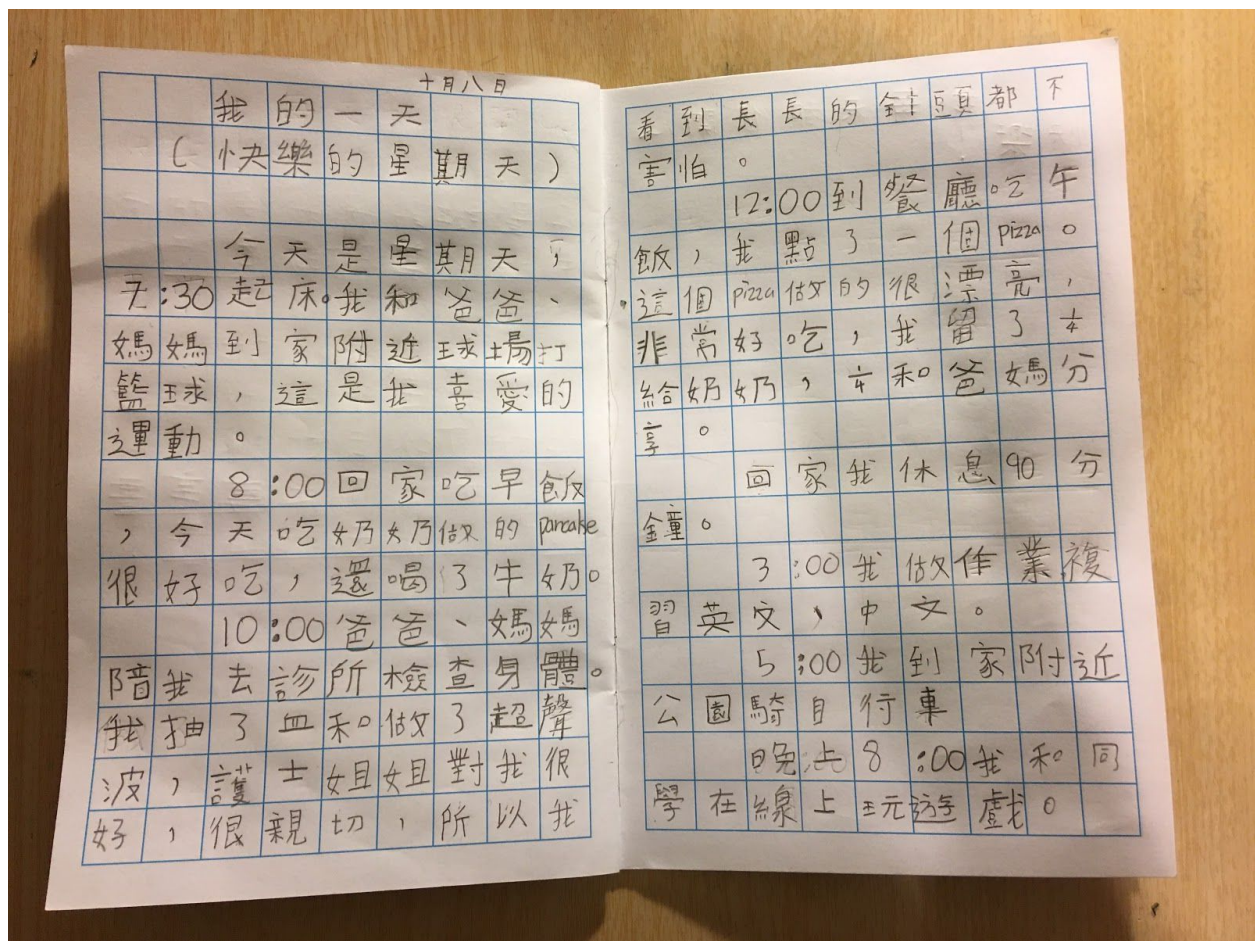 十月八日
我的一天
(快樂的星期天)
今天是星期天,
7:30起床。我和爸爸、
媽媽到家附近球場打
籃球,這是我喜愛的
運動。
8:00回家吃早飯
,今天吃奶奶做的pancake
很好吃,還喝了牛奶。
10:00爸爸、媽媽
陪我去診所檢查身體。
我抽了血和做了超聲
波,護士姐姐對我很
好,很親切,所以我
看到長長的針頭都不
害怕。
12:00到餐廳吃午
飯,我點了一個pizza。
這個pizza做的很漂亮,
非常好吃,我留了¼
給奶奶,¼和爸媽分
享。
回家我休息90分
鐘。
3:00我做作業複
習英文,中文。
5:00我到家附近
公園騎自行車
晚上8:00我和同
學在線上玩遊戲。